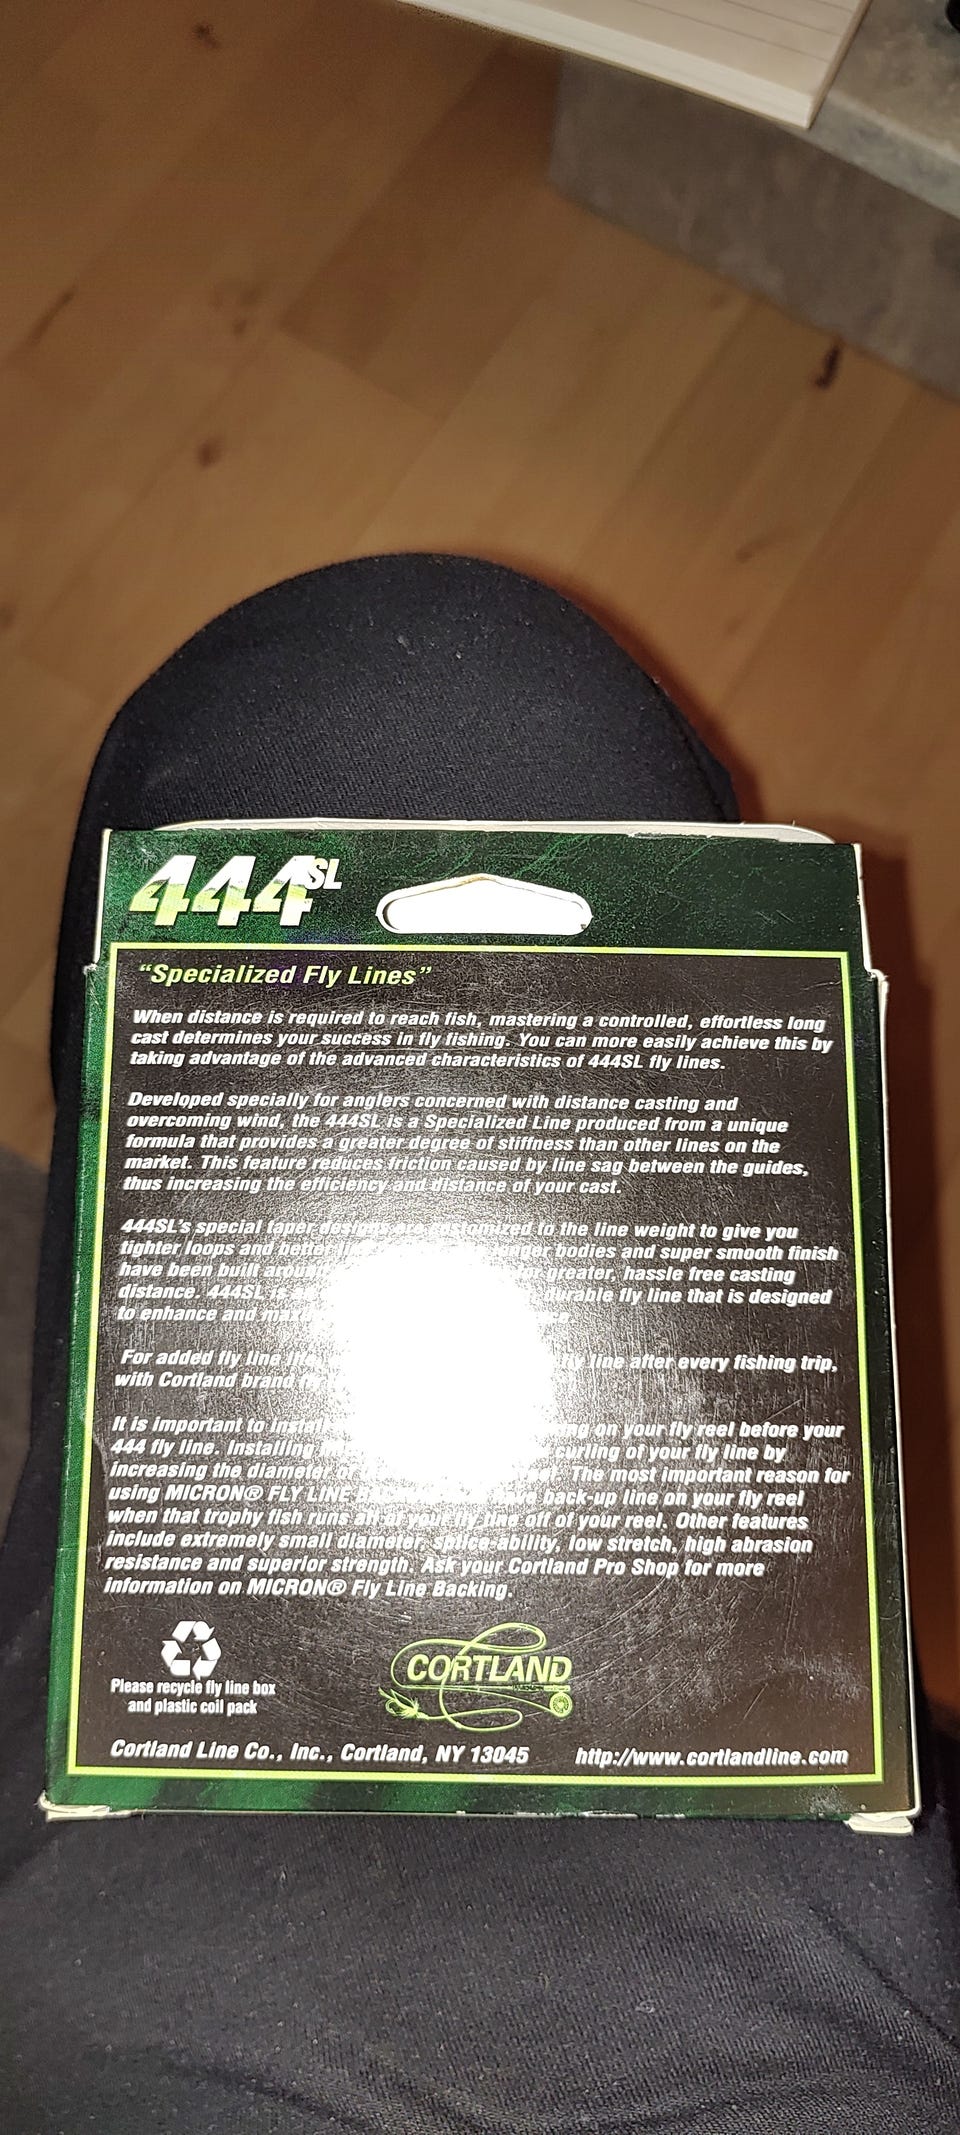 444SL
"Specialized Fly Lines"
When distance is required to reach fish, mastering a controlled, effortless long
cast determines your success in fly fishing. You can more easily achieve this by
taking advantage of the advanced characteristics of 444SL fly lines.
Developed specially for anglers concerned with distance casting and
overcoming wind, the 444SL is a Specialized Line produced from a unique
formula that provides a greater degree of stiffness than other lines on the
market. This feature reduces friction caused by line sag between the guides,
thus increasing the efficiency and distance of your cast.
444SL's special taper designs are customized to the line weight to give you
tighter loops and better bodies and super smooth finish
have been built around greater, hassle free casting
distance. 444SL is durable fly line that is designed
to enhance and
For added fly line line after every fishing trip,
with Cortland brand
It is important to install on your fly reel before your
444 fly line. Installing curling of your fly line by
increasing the diameter The most important reason for
using MICRON® FLY LINE back-up line on your fly reel
when that trophy fish runs all of your fly line off of your reel. Other features
include extremely small diameter, splice-ability, low stretch, high abrasion
resistance and superior strength. Ask your Cortland Pro Shop for more
information on MICRON® Fly Line Backing.
CORTLAND
Please recycle fly line box
and plastic coil pack
Cortland Line Co., Inc., Cortland, NY 13045 http://www.cortlandline.com